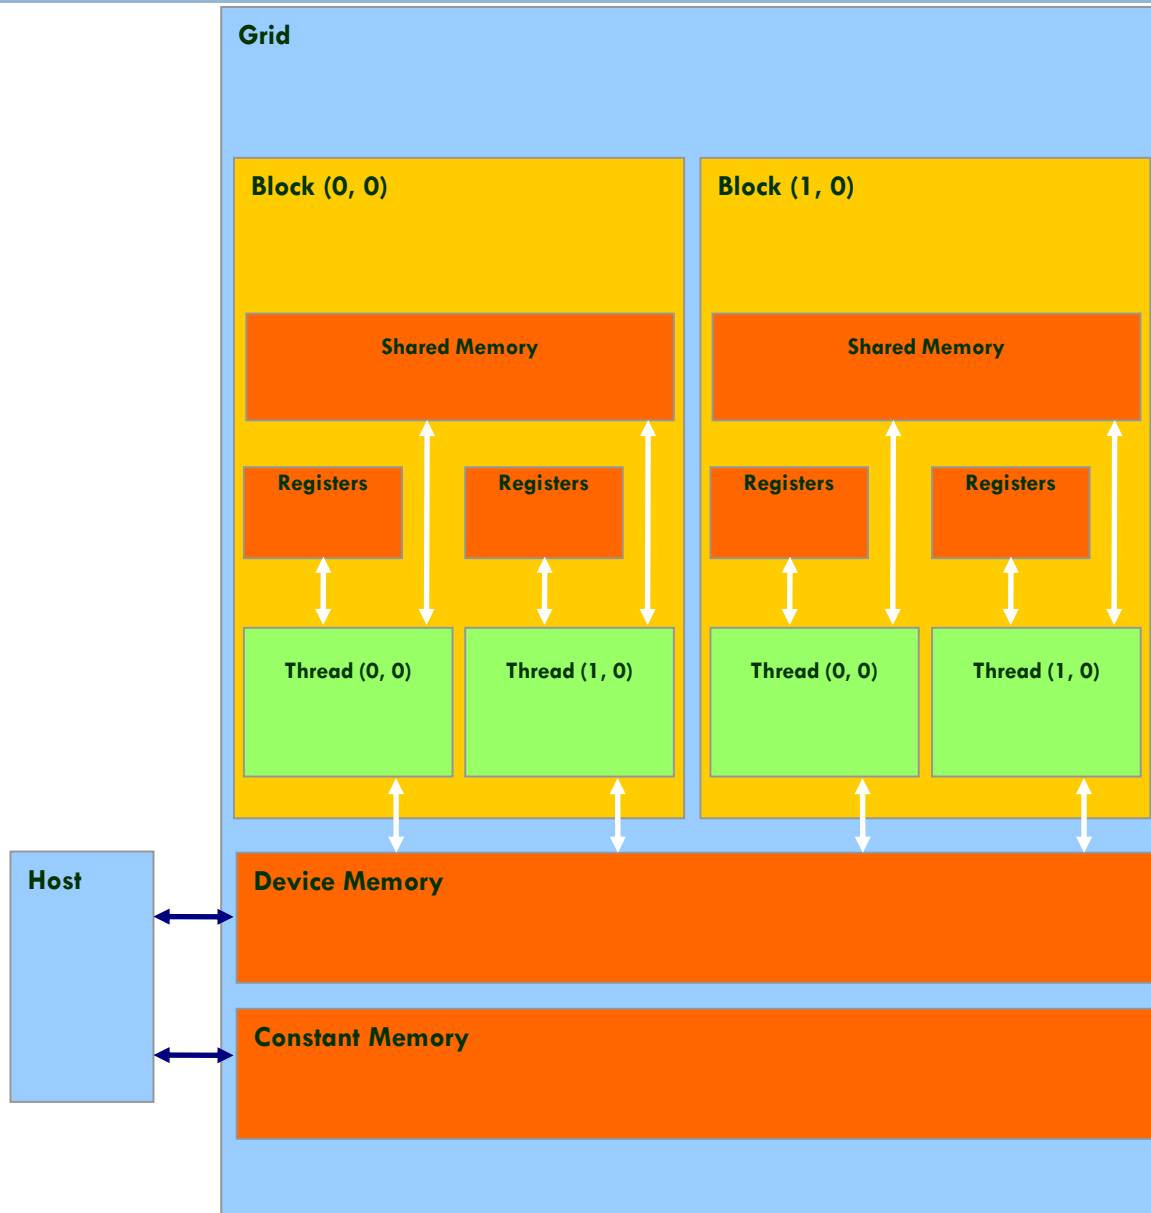 Grid
Block (0, 0)
Block (1, 0)
Shared Memory
Shared Memory
Registers
Registers
Registers
Registers
Thread (0, 0)
Thread (1, 0)
Thread (0, 0)
Thread (1, 0)
Host
Device Memory
Constant Memory